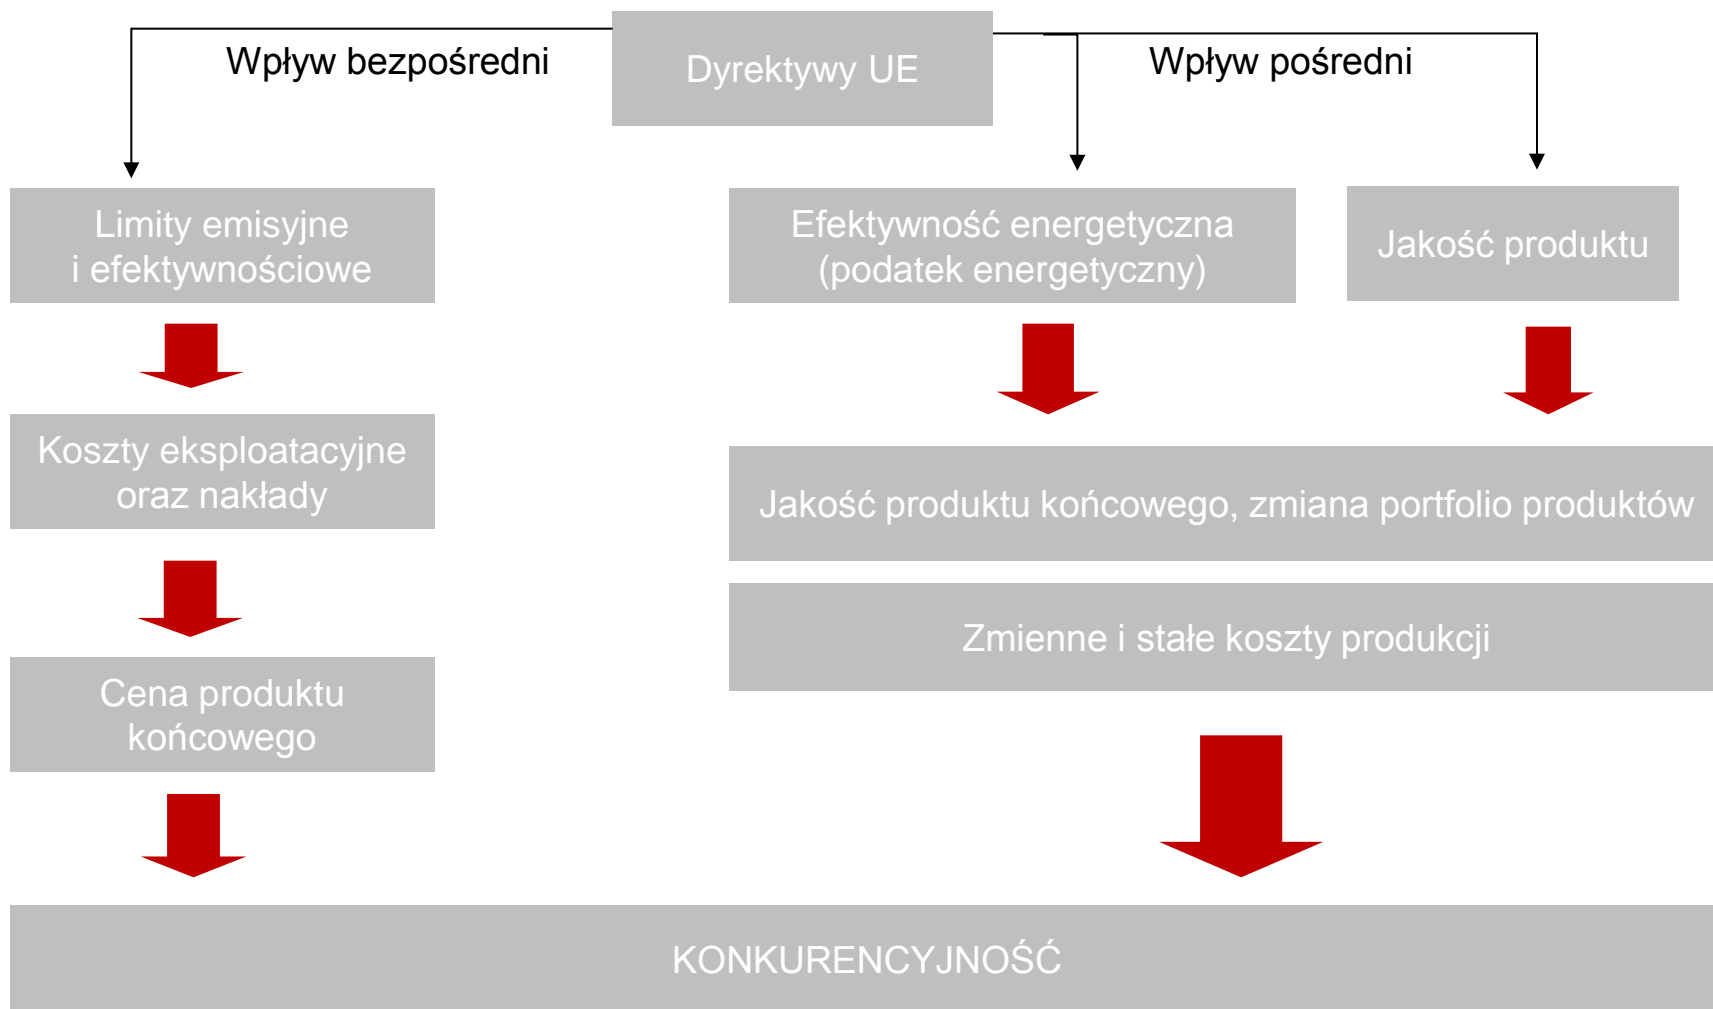 Wpływ bezpośredni
Dyrektywy UE
Wpływ pośredni
Limity emisyjne
i efektywnościowe
Efektywność energetyczna
(podatek energetyczny)
Jakość produktu
Koszty eksploatacyjne
oraz nakłady
Jakość produktu końcowego, zmiana portfolio produktów
Zmienne i stałe koszty produkcji
Cena produktu
końcowego
KONKURENCYJNOŚĆ